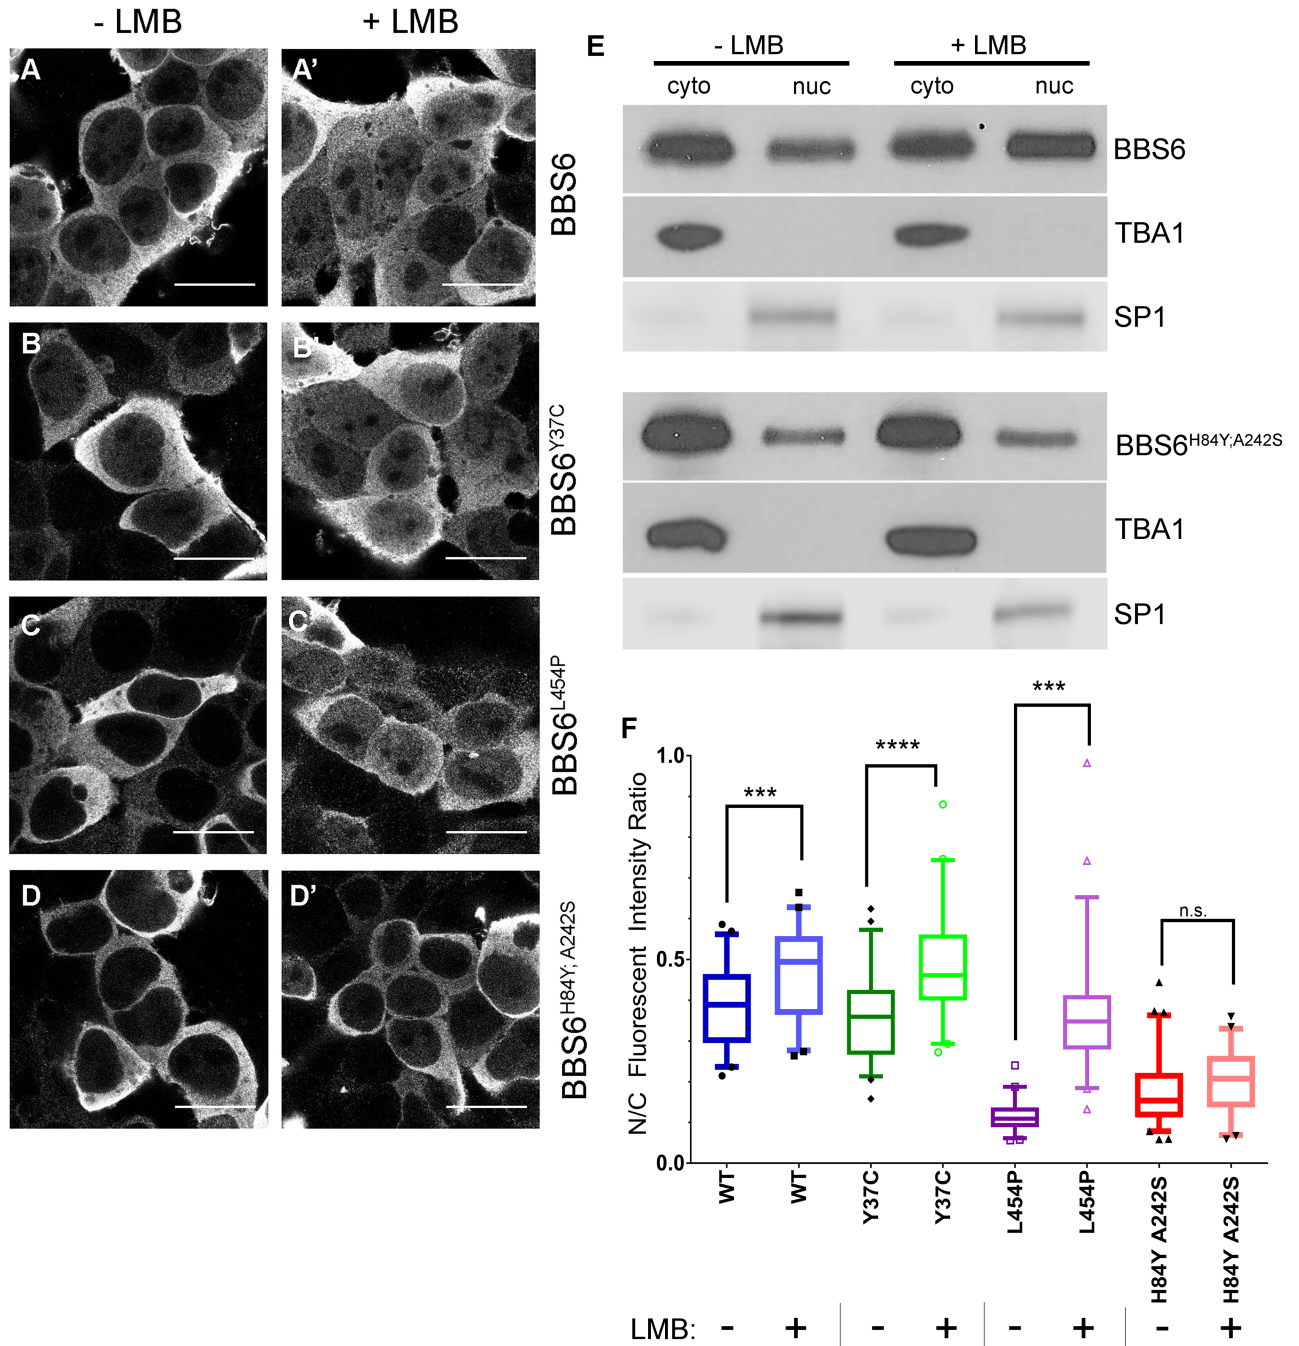 - LMB
+ LMB
A
A'
BBS6
B
B'
BBS6Y37C
C
C'
BBS6L454P
D
D'
BBS6H84Y; A242S
E
- LMB
+ LMB
cyto
nuc
cyto
nuc
BBS6
TBA1
SP1
BBS6H84Y;A242S
TBA1
SP1
F
N/C Fluorescent Intensity Ratio
1.0
0.5
0.0
***
****
***
n.s.
WT
WT
Y37C
Y37C
L454P
L454P
H84Y A242S
H84Y A242S
LMB: - + - + - + - +